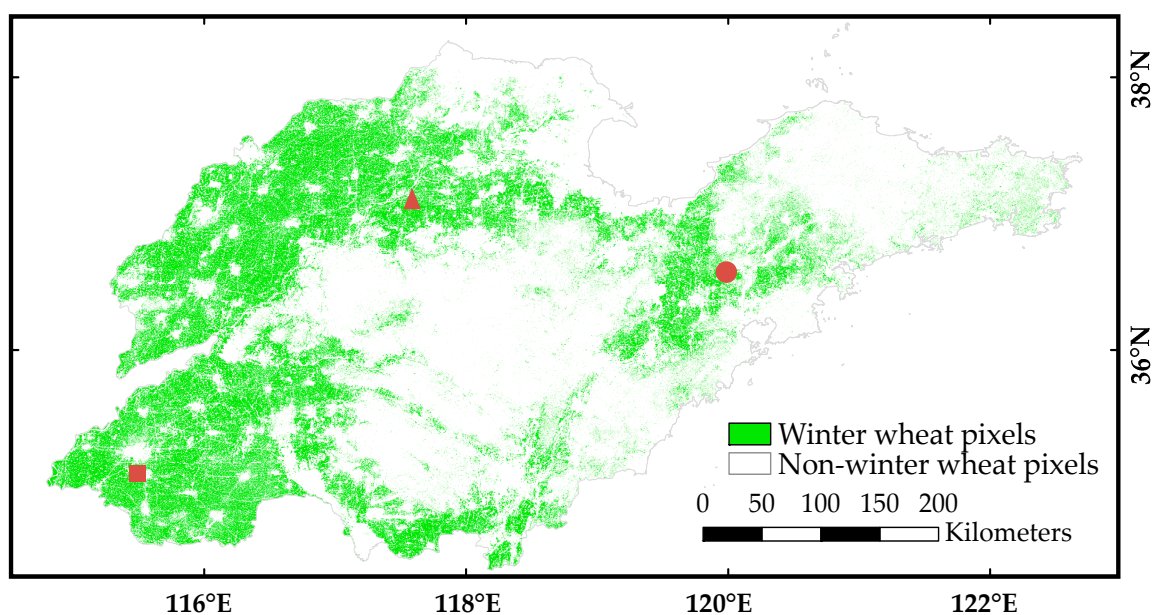 38°N
36°N
Winter wheat pixels
Non-winter wheat pixels
0 50 100 150 200
Kilometers
116°E 118°E 120°E 122°E